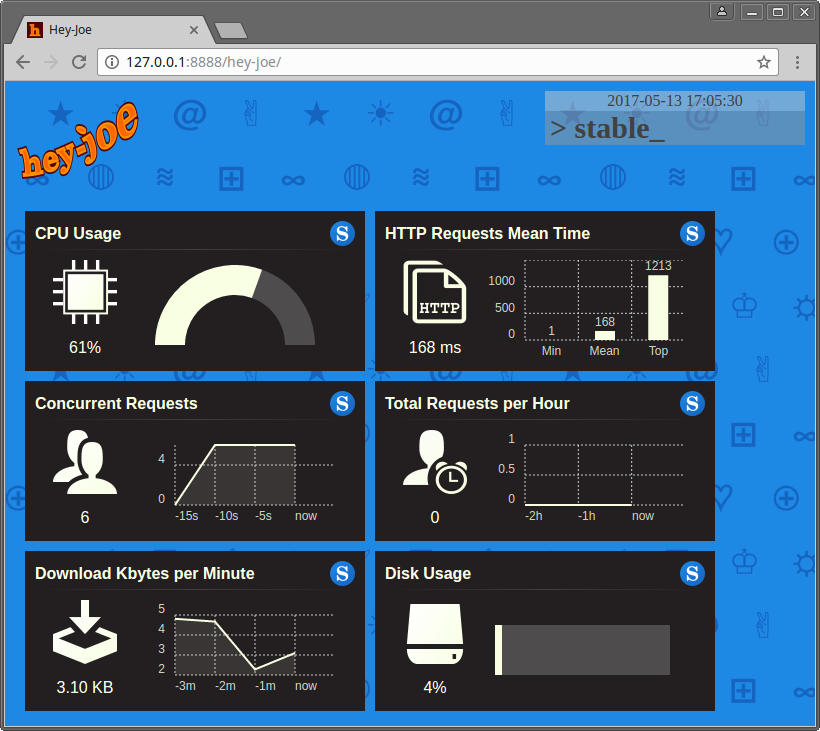 Hey-Joe
127.0.0.1:8888/hey-joe/
hey-joe
2017-05-13 17:05:30
> stable_
CPU Usage
S
61%
HTTP Requests Mean Time
S
HTTP
168 ms
1000
500
0
1
168
1213
Min Mean Top
Concurrent Requests
S
6
4
0
-15s -10s -5s now
Total Requests per Hour
S
0
1
0.5
0
-2h -1h now
Download Kbytes per Minute
S
3.10 KB
5
4
3
2
-3m -2m -1m now
Disk Usage
S
4%